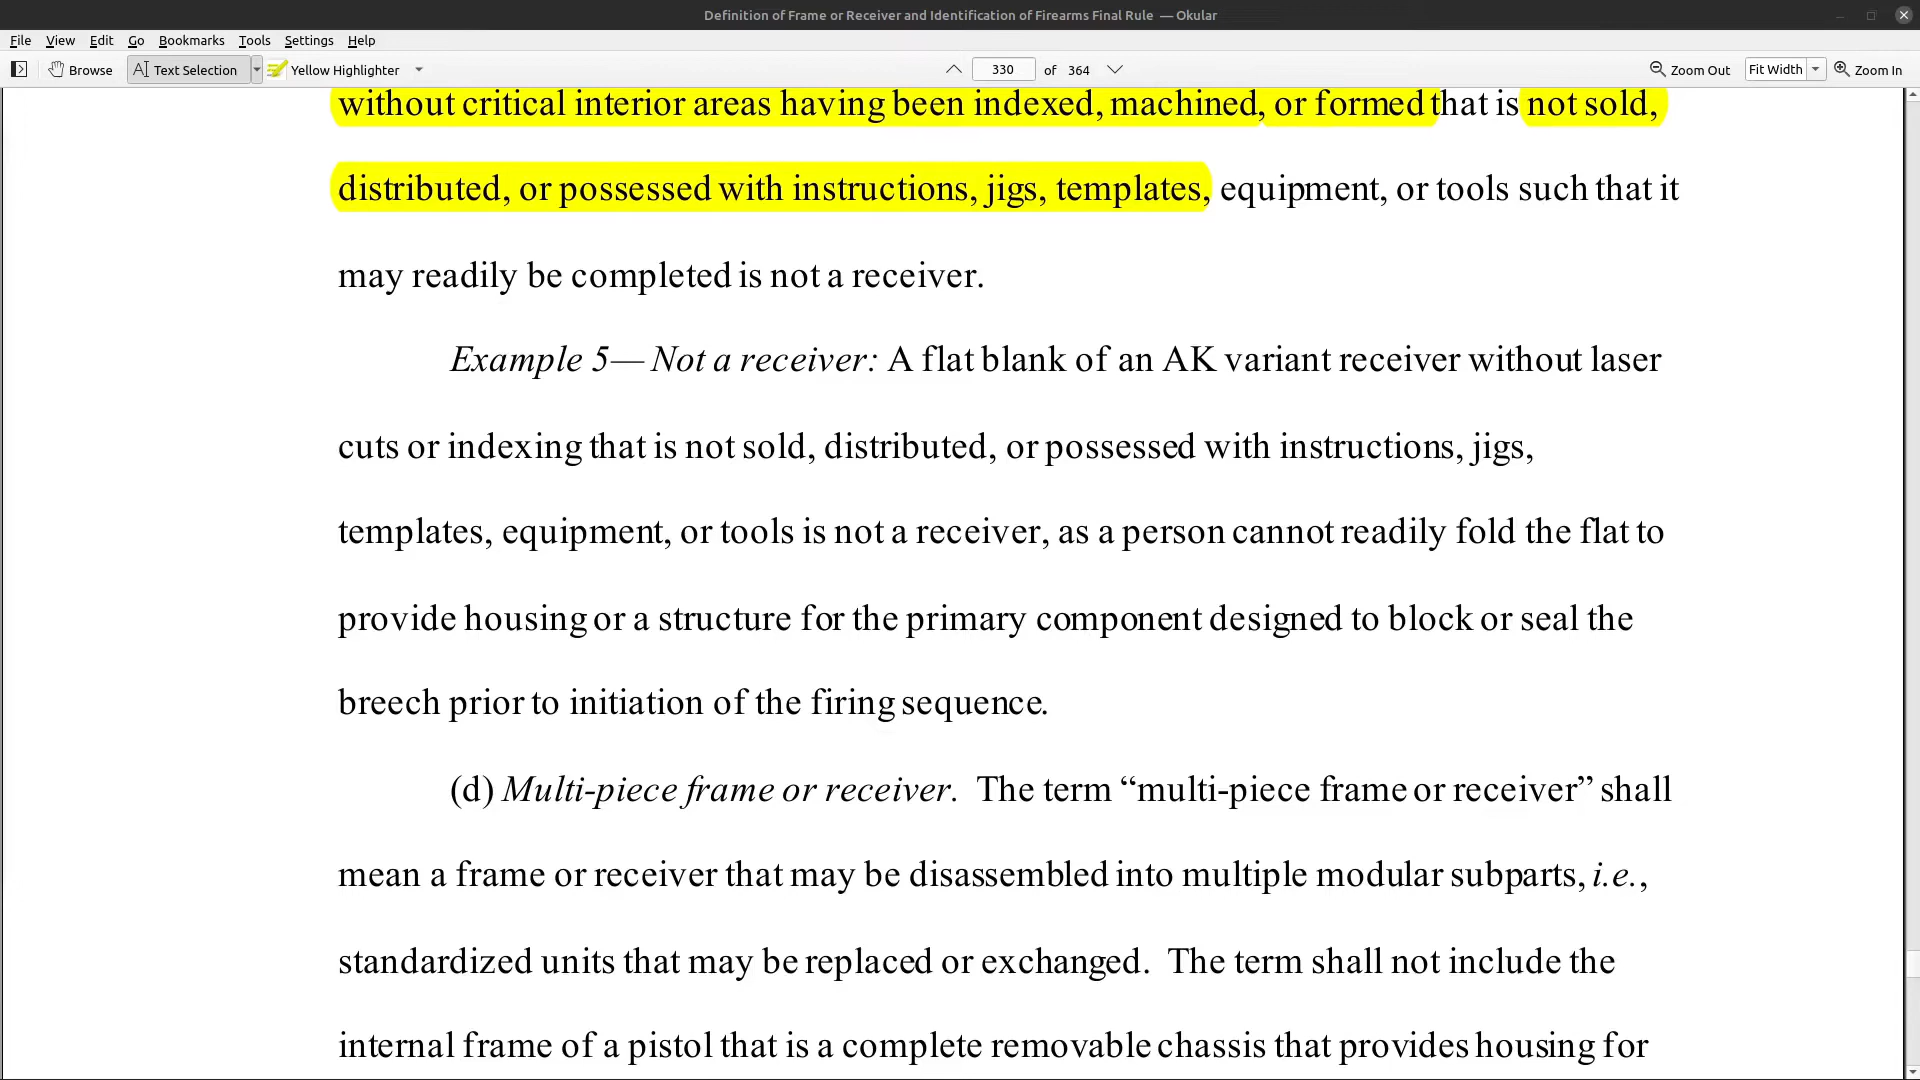 Definition of Frame or Receiver and Identification of Firearms Final Rule — Okular
File View Edit Go Bookmarks Tools Settings Help
Browse Text Selection Yellow Highlighter 330 of 364 Zoom Out Fit Width Zoom In
without critical interior areas having been indexed, machined, or formed that is not sold,
distributed, or possessed with instructions, jigs, templates, equipment, or tools such that it
may readily be completed is not a receiver.
Example 5— Not a receiver: A flat blank of an AK variant receiver without laser
cuts or indexing that is not sold, distributed, or possessed with instructions, jigs,
templates, equipment, or tools is not a receiver, as a person cannot readily fold the flat to
provide housing or a structure for the primary component designed to block or seal the
breech prior to initiation of the firing sequence.
(d) Multi-piece frame or receiver. The term “multi-piece frame or receiver” shall
mean a frame or receiver that may be disassembled into multiple modular subparts, i.e.,
standardized units that may be replaced or exchanged. The term shall not include the
internal frame of a pistol that is a complete removable chassis that provides housing for